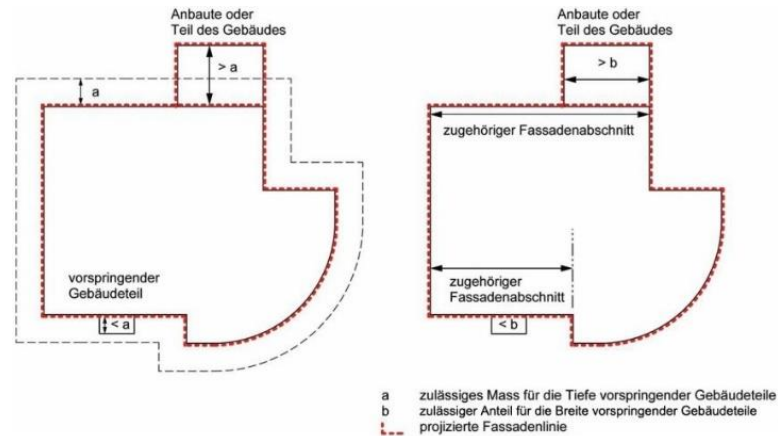 Anbaute oder
Teil des Gebäudes
> a
a
vorspringender
Gebäudeteil
< a
Anbaute oder
Teil des Gebäudes
> b
zugehöriger Fassadenabschnitt
zugehöriger
Fassadenabschnitt
< b
a zulässiges Mass für die Tiefe vorspringender Gebäudeteile
b zulässiger Anteil für die Breite vorspringender Gebäudeteile
projizierte Fassadenlinie